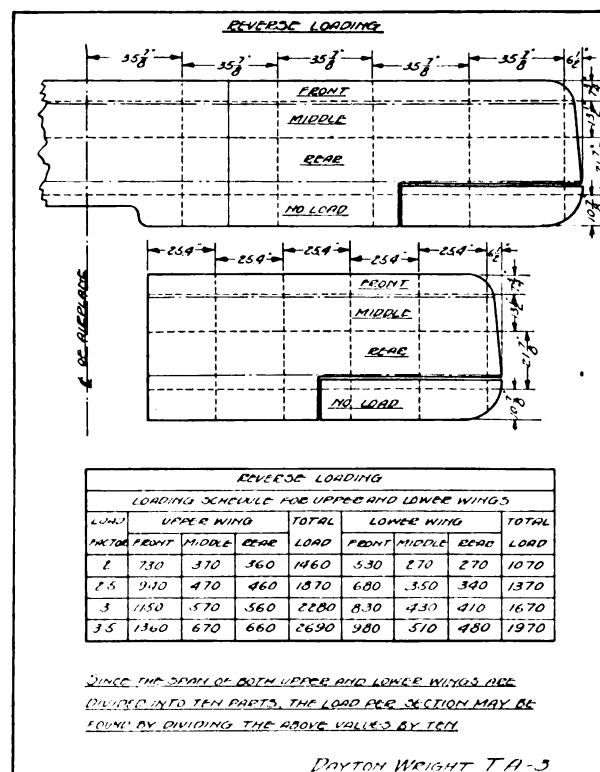 REVERSE LOADING
35 7/8" 35 7/8" 35 7/8" 35 7/8" 35 7/8" 6 1/2"
FRONT
MIDDLE
REAR
NO LOAD
25.4" 25.4" 25.4" 25.4" 25.4" 6 1/2"
FRONT
MIDDLE
REAR
NO LOAD
₵ OF AIRPLANE
REVERSE LOADING
LOADING SCHEDULE FOR UPPER AND LOWER WINGS
LOAD FACTOR UPPER WING TOTAL LOAD LOWER WING TOTAL LOAD
FRONT MIDDLE REAR FRONT MIDDLE REAR
2 730 370 360 1460 530 270 270 1070
2.5 940 470 460 1870 680 350 340 1370
3 1150 570 560 2280 830 430 410 1670
3.5 1360 670 660 2690 980 510 480 1970
SINCE THE SPAN OF BOTH UPPER AND LOWER WINGS ARE
DIVIDED INTO TEN PARTS, THE LOAD PER SECTION MAY BE
FOUND BY DIVIDING THE ABOVE VALUES BY TEN
DAYTON WRIGHT TA-3